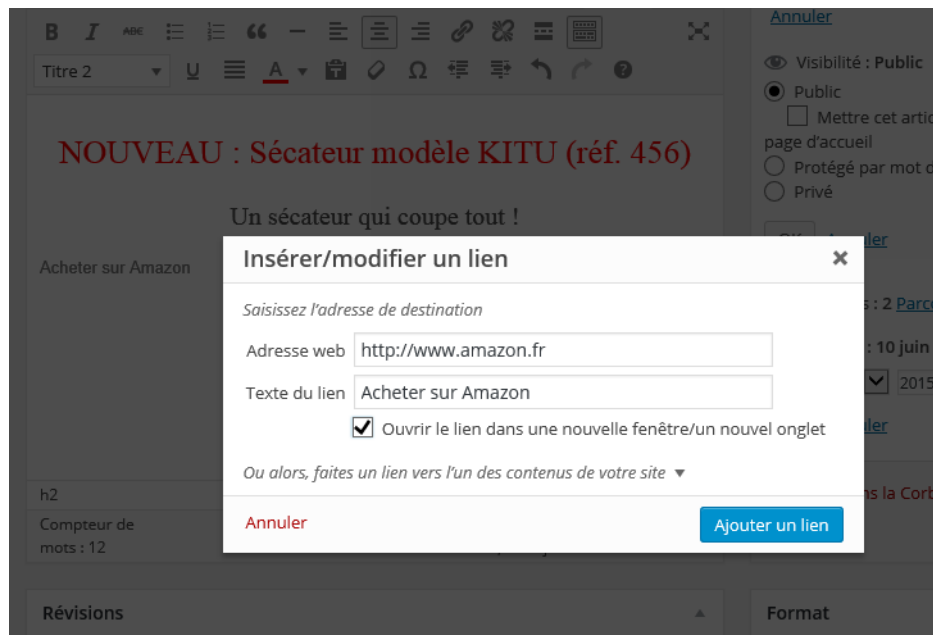 Annuler
B I ABE
Titre 2 U A Ω
Visibilité : Public
Public
Mettre cet artic
page d'accueil
Protégé par mot d
Privé
NOUVEAU : Sécateur modèle KITU (réf. 456)
Un sécateur qui coupe tout !
Acheter sur Amazon
Insérer/modifier un lien
Saisissez l'adresse de destination
Adresse web http://www.amazon.fr
Texte du lien Acheter sur Amazon
Ouvrir le lien dans une nouvelle fenêtre/un nouvel onglet
Ou alors, faites un lien vers l'un des contenus de votre site
Annuler
Ajouter un lien
ler
s : 2 Parco
: 10 juin
2015
ler
ns la Corb
h2
Compteur de
mots : 12
Révisions
Format